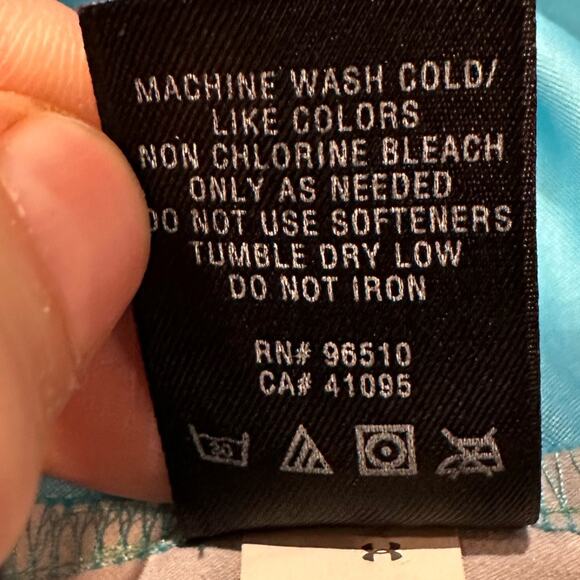 MACHINE WASH COLD/
LIKE COLORS
NON CHLORINE BLEACH
ONLY AS NEEDED
DO NOT USE SOFTENERS
TUMBLE DRY LOW
DO NOT IRON
RN# 96510
CA# 41095
30